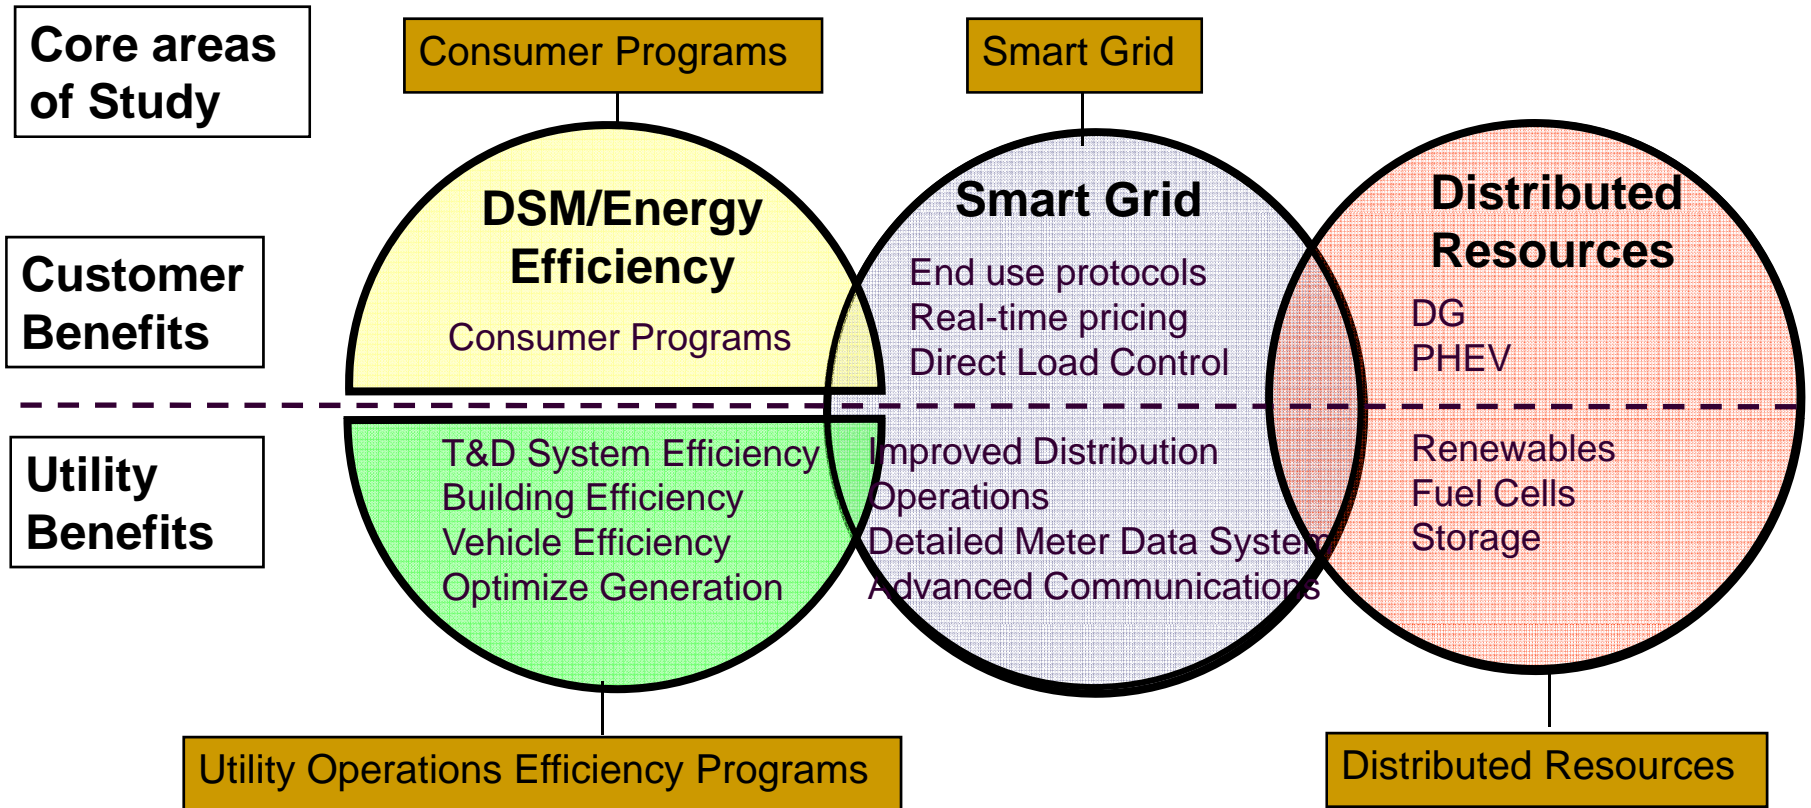 Core areas
of Study
Consumer Programs
Smart Grid
Customer
Benefits
Utility
Benefits
DSM/Energy
Efficiency
Consumer Programs
T&D System Efficiency
Building Efficiency
Vehicle Efficiency
Optimize Generation
Smart Grid
End use protocols
Real-time pricing
Direct Load Control
Improved Distribution
Operations
Detailed Meter Data System
Advanced Communications
Distributed
Resources
DG
PHEV
Renewables
Fuel Cells
Storage
Utility Operations Efficiency Programs
Distributed Resources